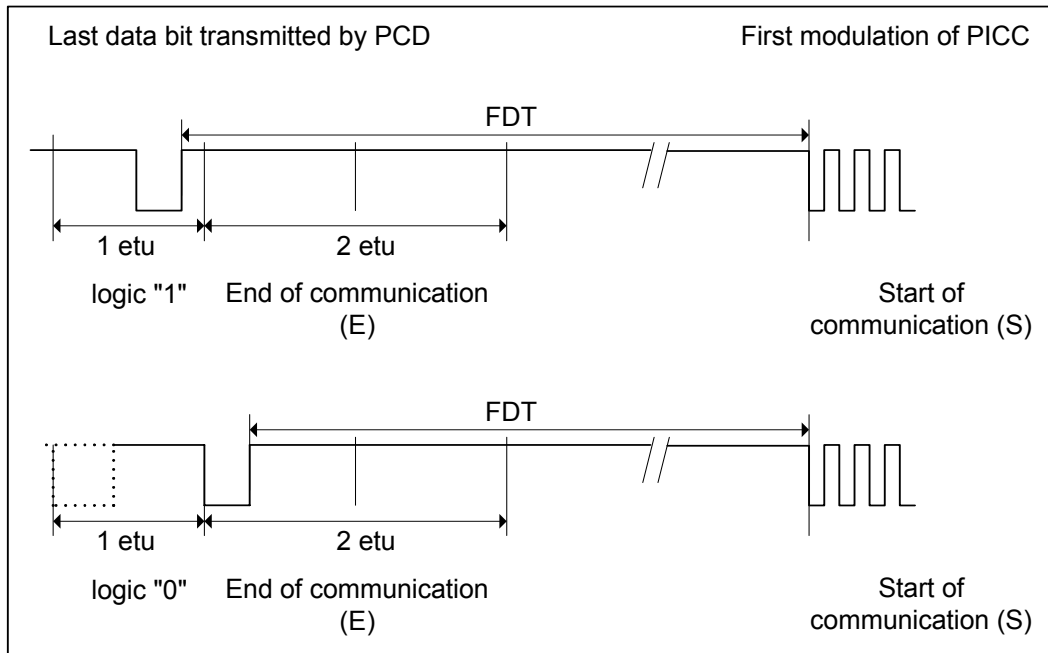 Last data bit transmitted by PCD
First modulation of PICC
FDT
1 etu
2 etu
logic "1"
End of communication
(E)
Start of
communication (S)
FDT
1 etu
2 etu
logic "0"
End of communication
(E)
Start of
communication (S)